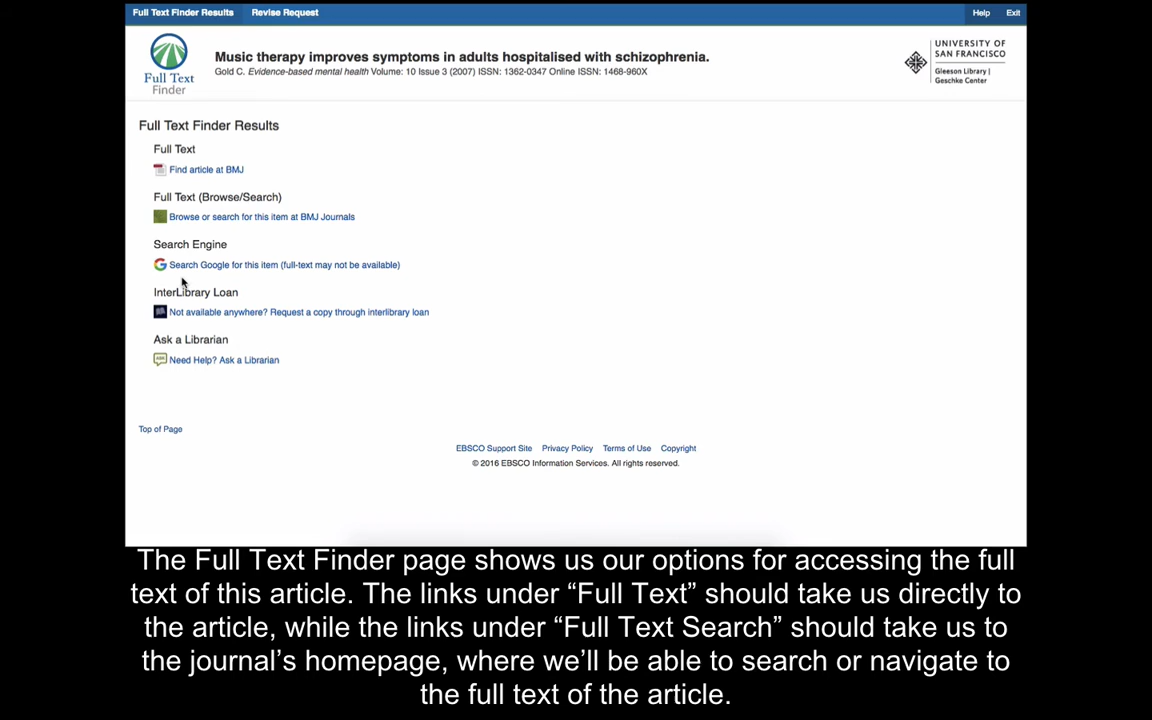 Full Text Finder Results Revise Request Help Exit
Full Text
Finder
Music therapy improves symptoms in adults hospitalised with schizophrenia.
Gold C. Evidence-based mental health Volume: 10 Issue 3 (2007) ISSN: 1362-0347 Online ISSN: 1468-960X
UNIVERSITY OF
SAN FRANCISCO
Gleeson Library |
Geschke Center
Full Text Finder Results
Full Text
Find article at BMJ
Full Text (Browse/Search)
Browse or search for this item at BMJ Journals
Search Engine
Search Google for this item (full-text may not be available)
InterLibrary Loan
Not available anywhere? Request a copy through interlibrary loan
Ask a Librarian
Need Help? Ask a Librarian
Top of Page
EBSCO Support Site Privacy Policy Terms of Use Copyright
© 2016 EBSCO Information Services. All rights reserved.
The Full Text Finder page shows us our options for accessing the full
text of this article. The links under “Full Text” should take us directly to
the article, while the links under “Full Text Search” should take us to
the journal’s homepage, where we’ll be able to search or navigate to
the full text of the article.